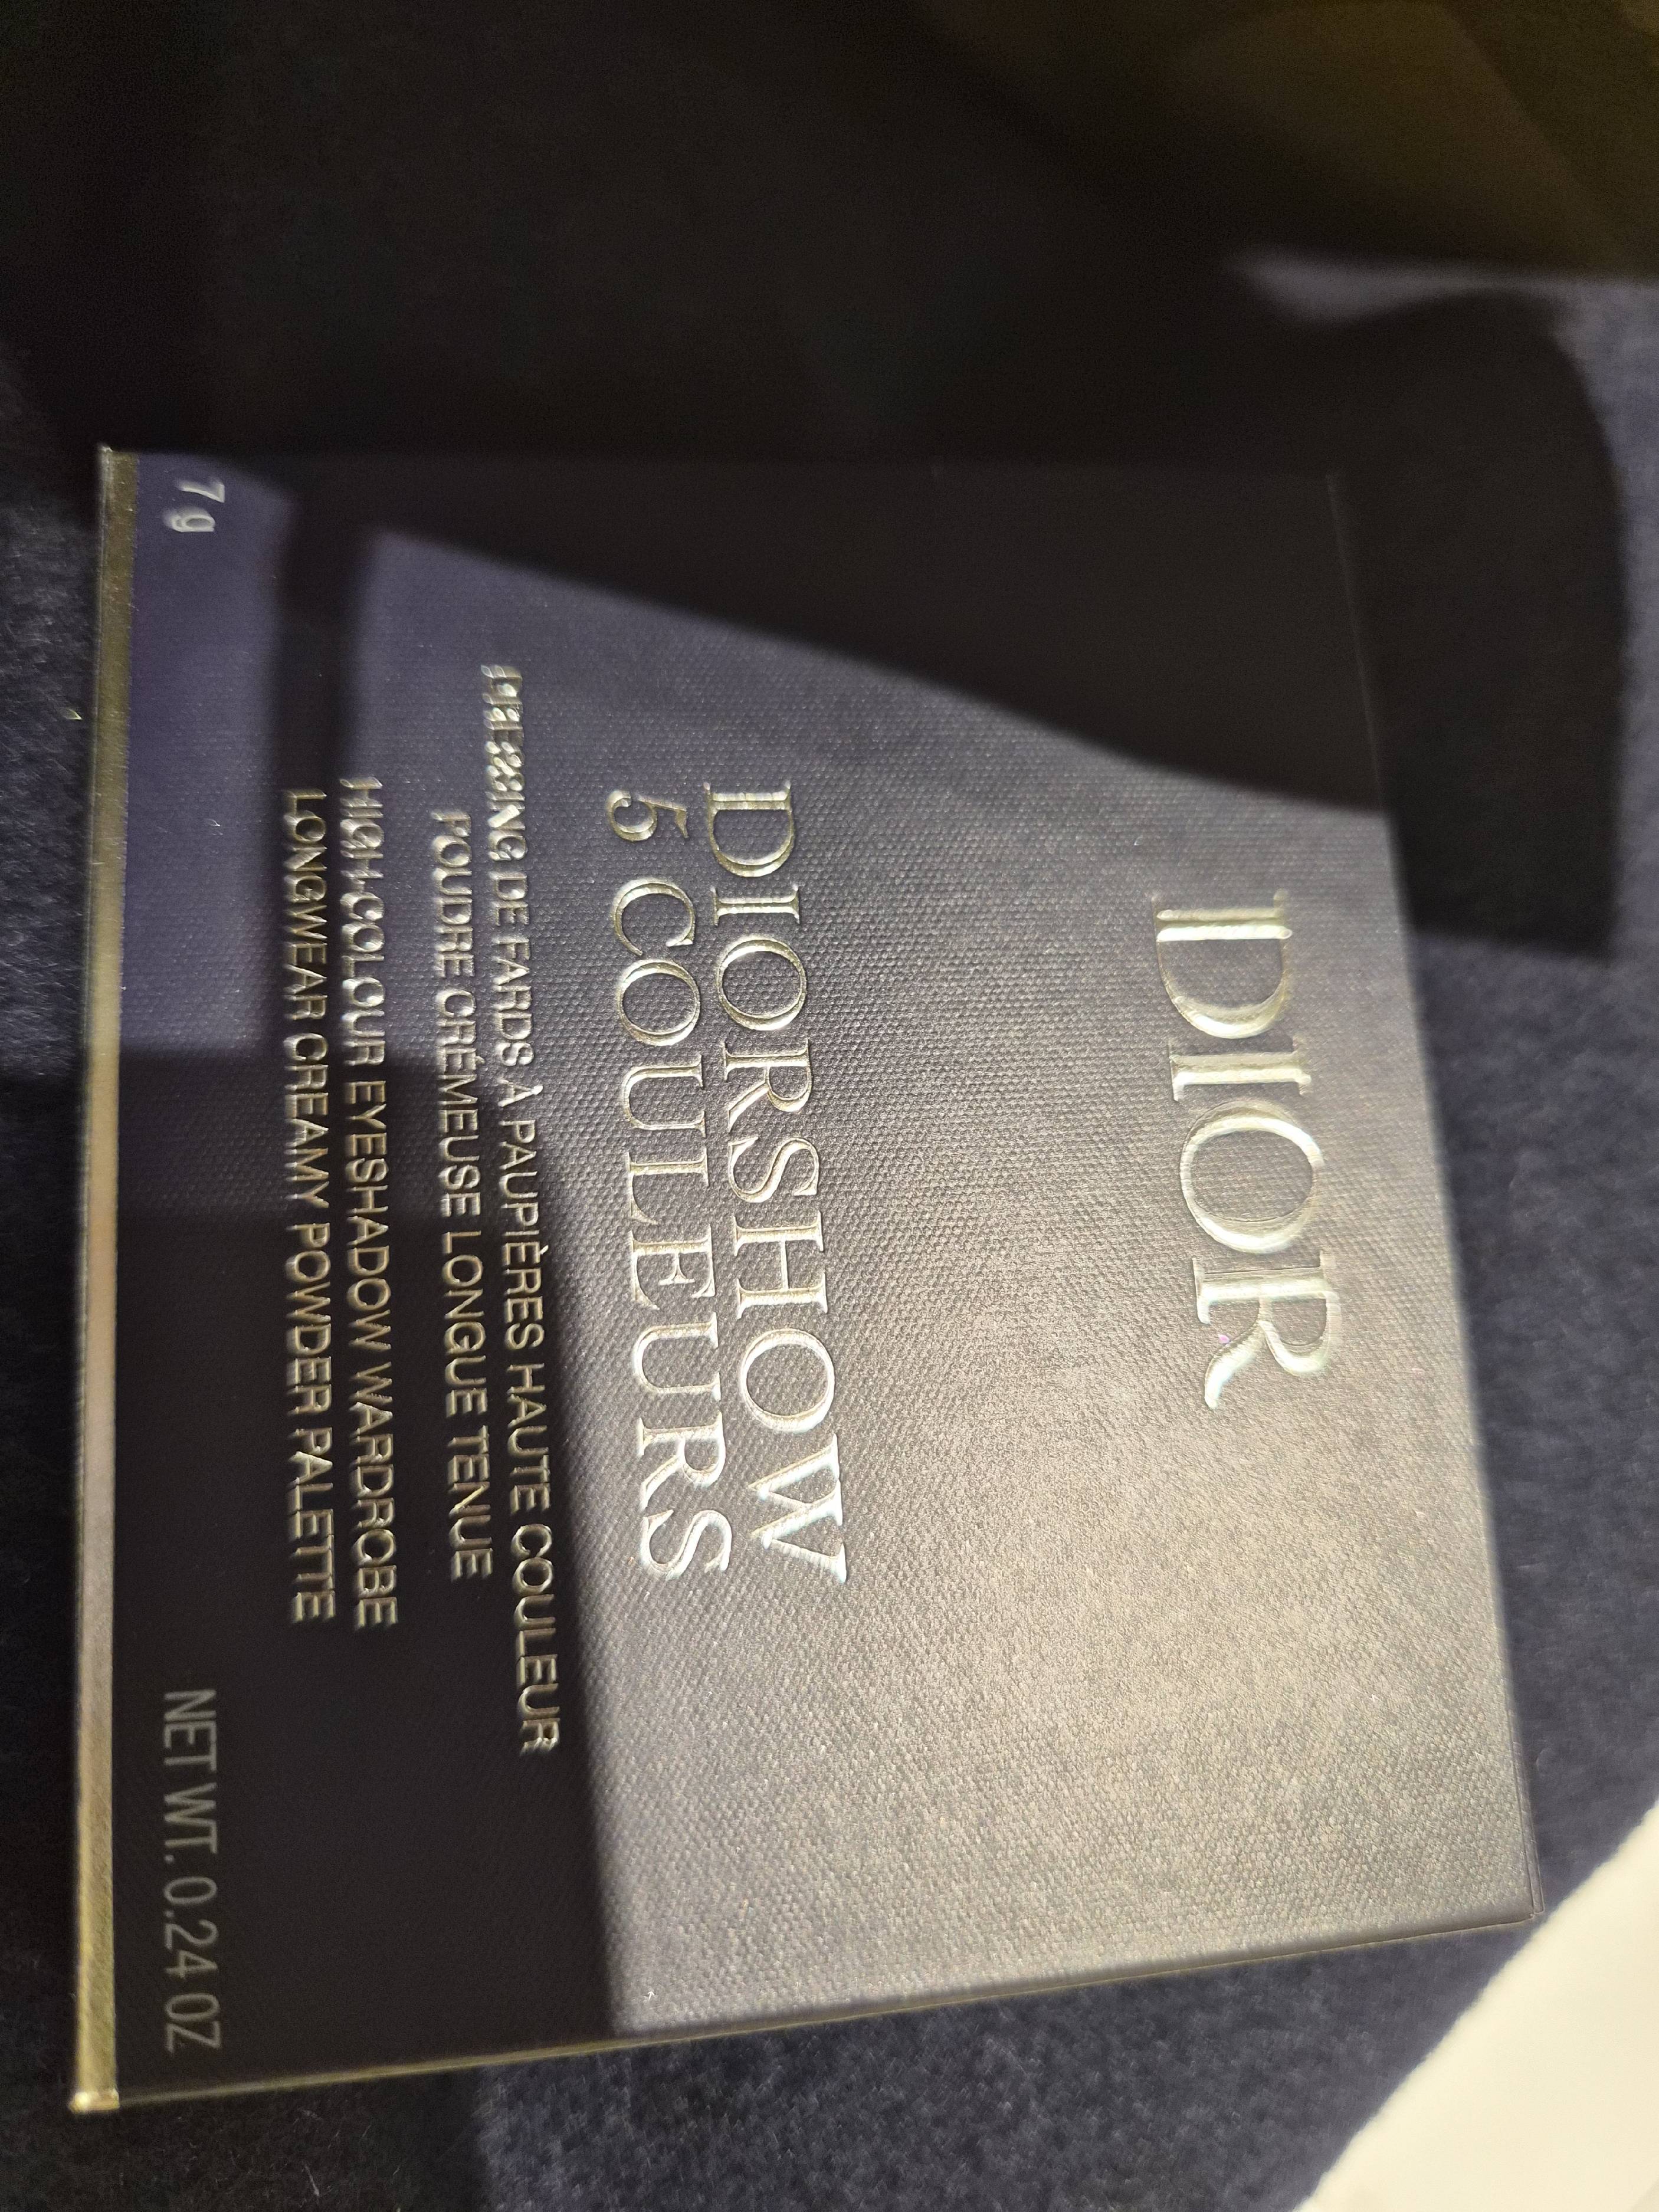 DIOR
DIORSHOW
5 COULEURS
DRESSING DE FARDS À PAUPIÈRES HAUTE COULEUR
POUDRE CRÉMEUSE LONGUE TENUE
HIGH-COLOUR EYESHADOW WARDROBE
LONGWEAR CREAMY POWDER PALETTE
7 g
NET WT. 0.24 OZ